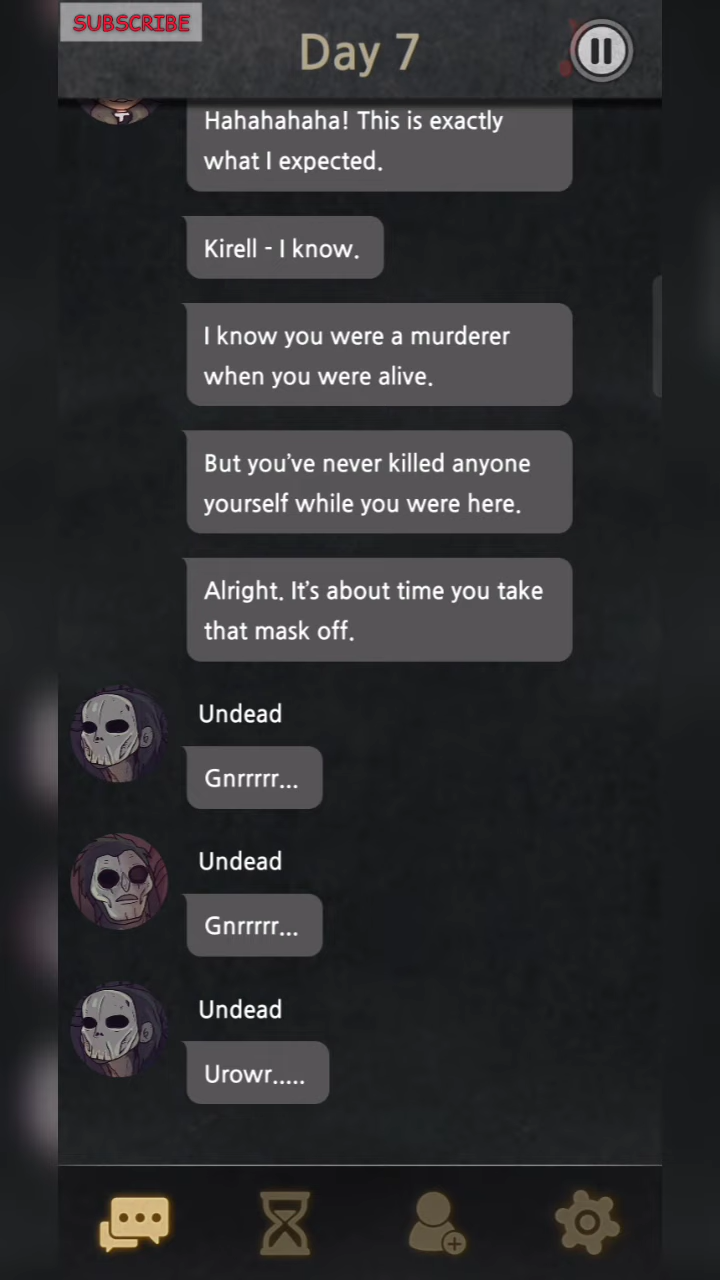 SUBSCRIBE
Day 7
Hahahahaha! This is exactly
what I expected.
Kirell - I know.
I know you were a murderer
when you were alive.
But you've never killed anyone
yourself while you were here.
Alright. It's about time you take
that mask off.
Undead
Gnrrrrr...
Undead
Gnrrrrr...
Undead
Urowr.....